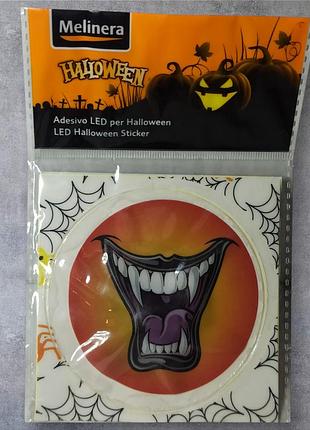 Melinera
HALLOWEEN
Adesivo LED per Halloween
LED Halloween Sticker